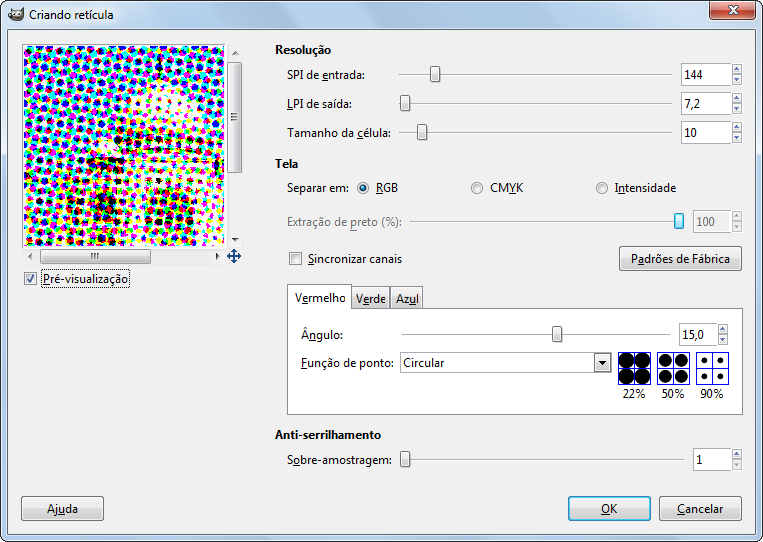 Criando retícula
Resolução
SPI de entrada: 144
LPI de saída: 7,2
Tamanho da célula: 10
Tela
Separar em: RGB CMYK Intensidade
Extração de preto (%): 100
Sincronizar canais Padrões de Fábrica
Pré-visualização
Vermelho Verde Azul
Ângulo: 15,0
Função de ponto: Circular
22% 50% 90%
Anti-serrilhamento
Sobre-amostragem: 1
Ajuda OK Cancelar